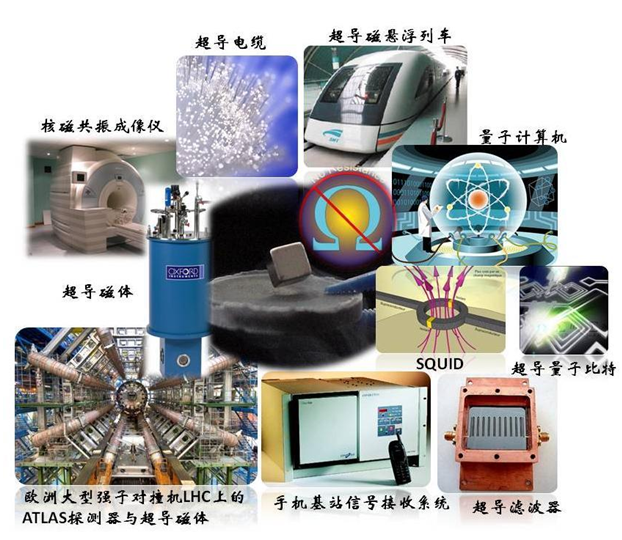 超导电缆
超导磁悬浮列车
核磁共振成像仪
量子计算机
No Resistance
超导磁体
OXFORD
INSTRUMENTS
SQUID
超导量子比特
欧洲大型强子对撞机LHC上的
ATLAS探测器与超导磁体
手机基站信号接收系统
超导滤波器